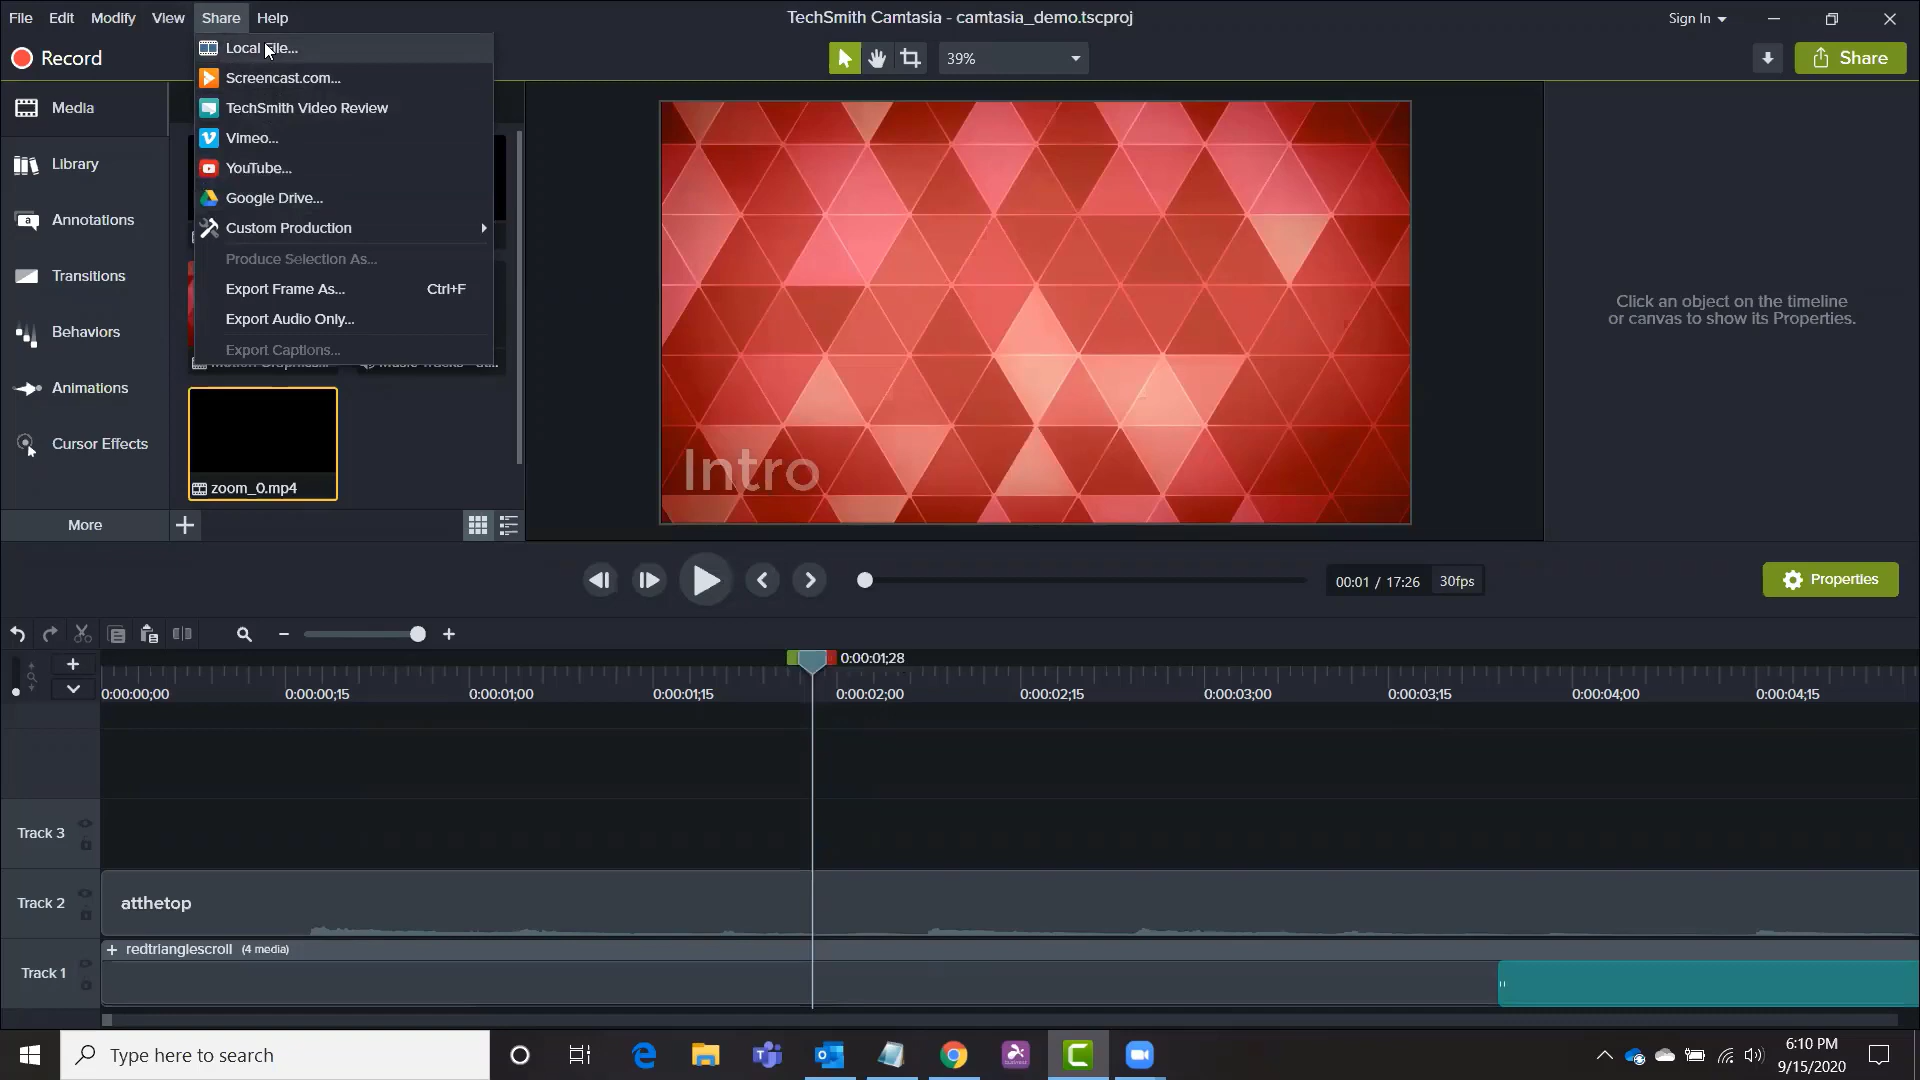 File Edit Modify View Share Help
TechSmith Camtasia - camtasia_demo.tscproj
Sign In
Record
39%
Share
Local File...
Screencast.com...
TechSmith Video Review
Vimeo...
YouTube...
Google Drive...
Custom Production
Produce Selection As...
Export Frame As... Ctrl+F
Export Audio Only...
Export Captions...
Media
Library
Annotations
Transitions
Behaviors
Animations
Cursor Effects
More
zoom_0.mp4
Intro
Click an object on the timeline
or canvas to show its Properties.
00:01 / 17:26 30fps
Properties
0:00:01;28
0:00:00;00 0:00:00;15 0:00:01;00 0:00:01;15 0:00:02;00 0:00:02;15 0:00:03;00 0:00:03;15 0:00:04;00 0:00:04;15
Track 3
Track 2
atthetop
redtrianglescroll (4 media)
Track 1
Type here to search
6:10 PM
9/15/2020